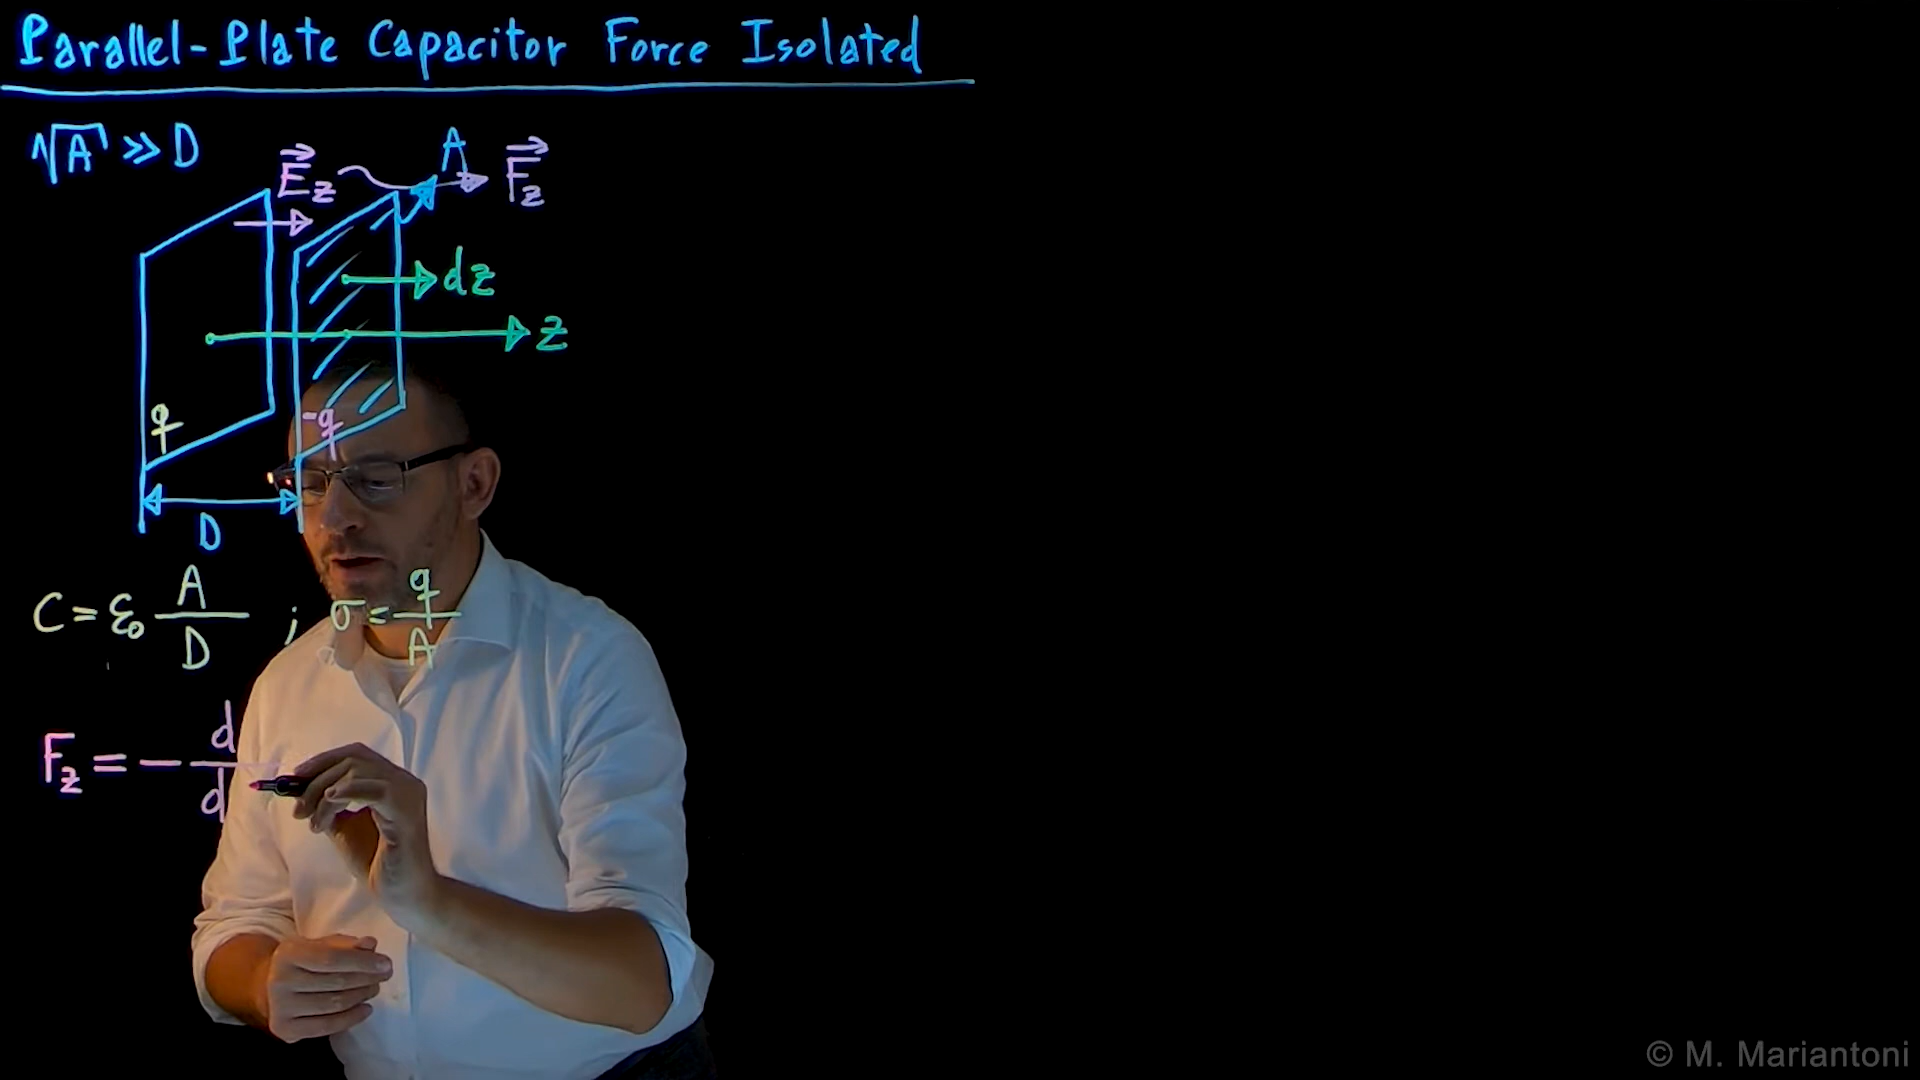 Parallel-Plate Capacitor Force Isolated
√A ≫ D
A
E⃗z
F⃗z
dz
z
q
-q
D
C = ε₀ A/D ; σ = q/A
Fz = - d/d
© M. Mariantoni